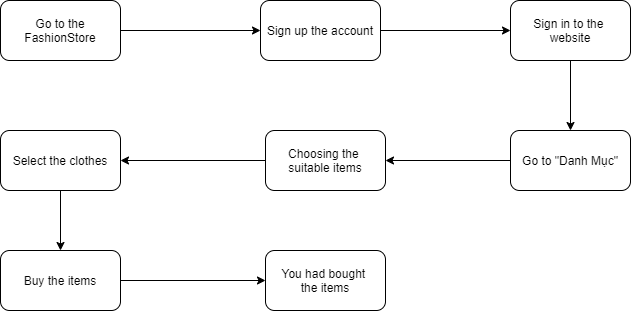 Go to the
FashionStore
Sign up the account
Sign in to the
website
Go to "Danh Mục"
Choosing the
suitable items
Select the clothes
Buy the items
You had bought
the items